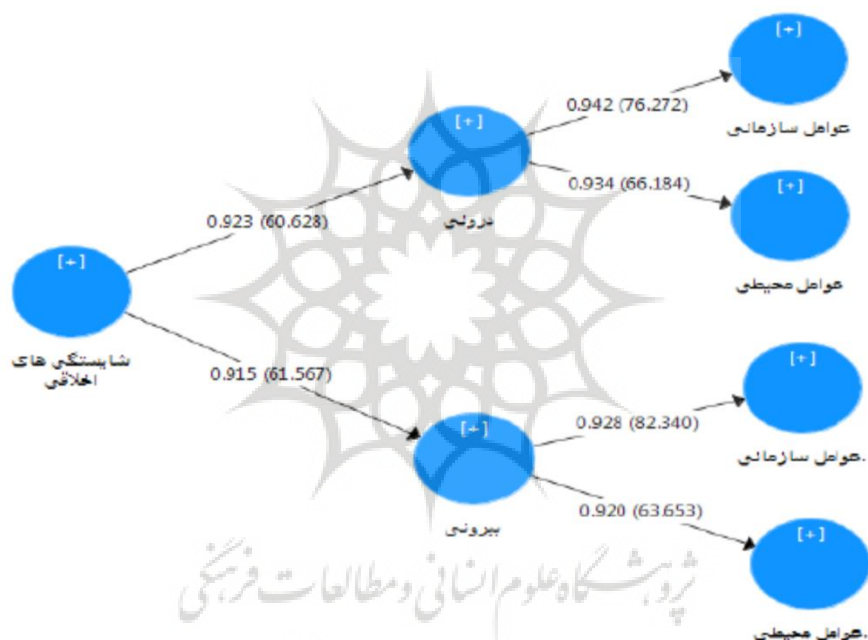 [+]
عوامل سازمانی
0.942 (76.272)
[+]
0.934 (66.184)
[+]
درونی
0.923 (60.628)
عوامل محیطی
[+]
شایستگی های
اخلاقی
[+]
0.915 (61.567)
[+]
0.928 (82.340)
عوامل سازمانی.
بیرونی
0.920 (63.653)
[+]
عوامل محیطی
پژوهشگاه علوم انسانی و مطالعات فرهنگی